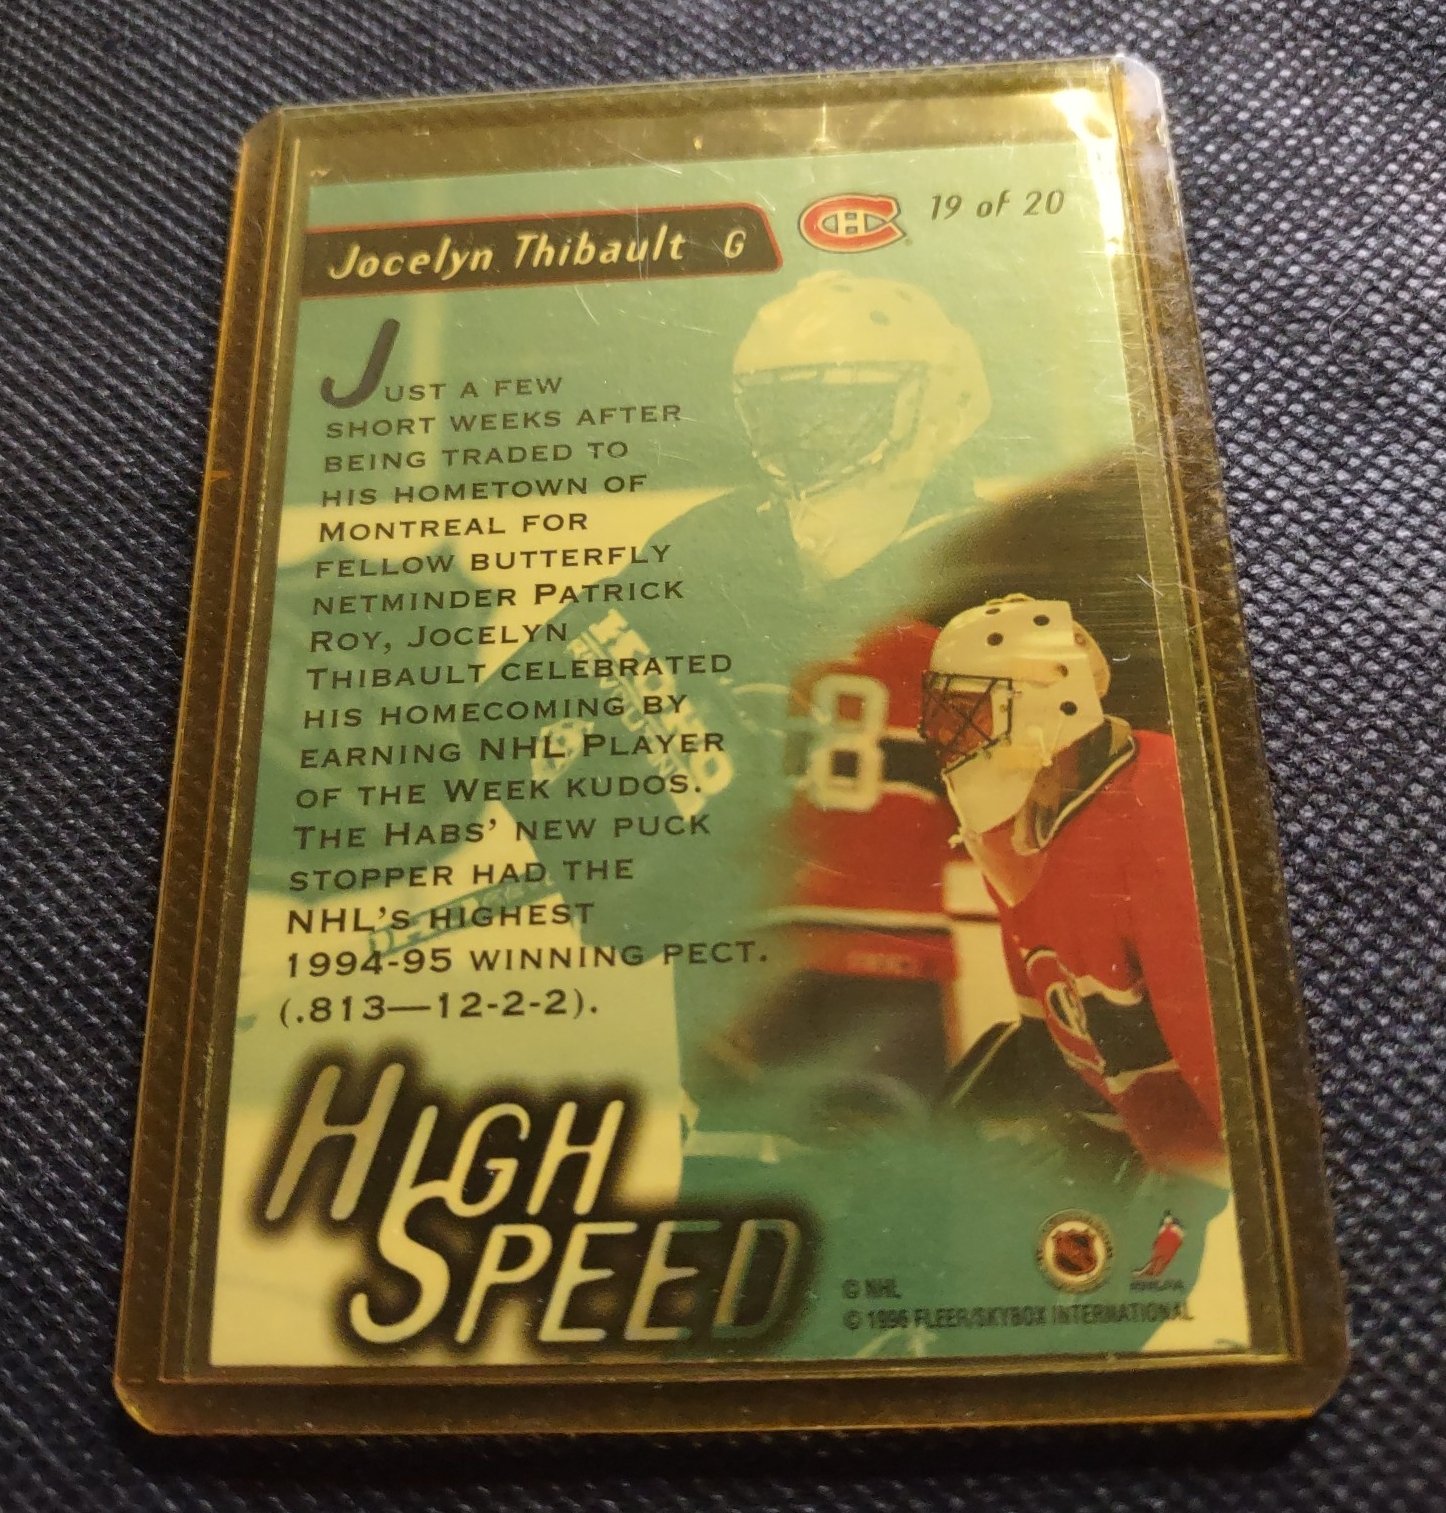 Jocelyn Thibault G
19 of 20
JUST A FEW
SHORT WEEKS AFTER
BEING TRADED TO
HIS HOMETOWN OF
MONTREAL FOR
FELLOW BUTTERFLY
NETMINDER PATRICK
ROY, JOCELYN
THIBAULT CELEBRATED
HIS HOMECOMING BY
EARNING NHL PLAYER
OF THE WEEK KUDOS.
THE HABS' NEW PUCK
STOPPER HAD THE
NHL'S HIGHEST
1994-95 WINNING PECT.
(.813—12-2-2).
HIGH
SPEED
© NHL
© 1996 FLEER/SKYBOX INTERNATIONAL
8